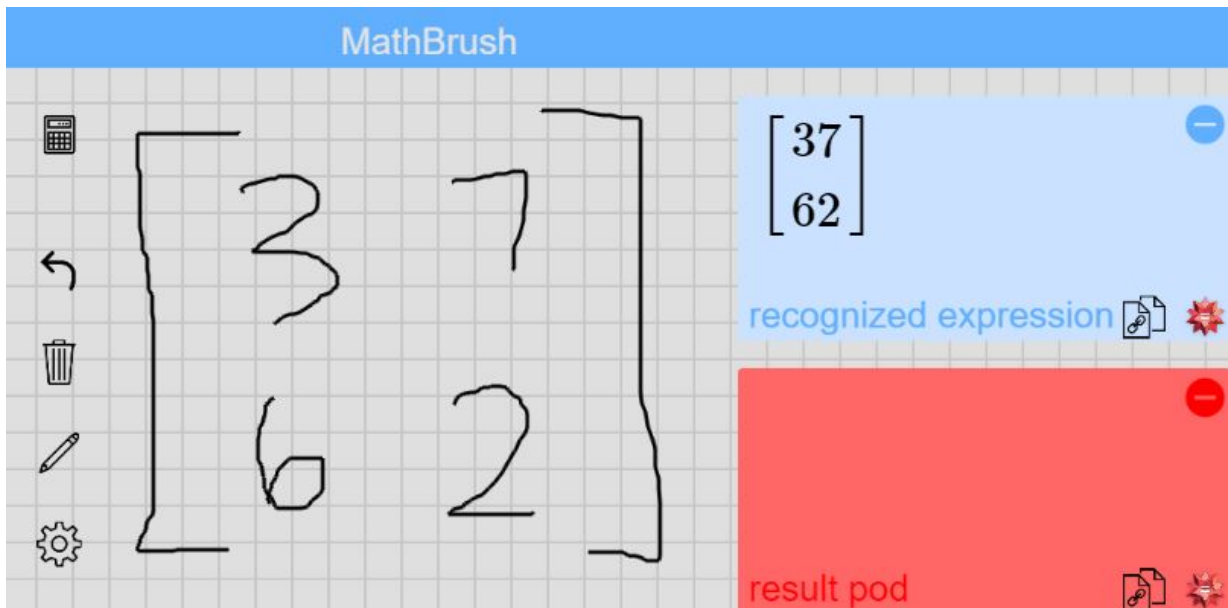 MathBrush
[3 7
6 2]
[37
62]
recognized expression
result pod